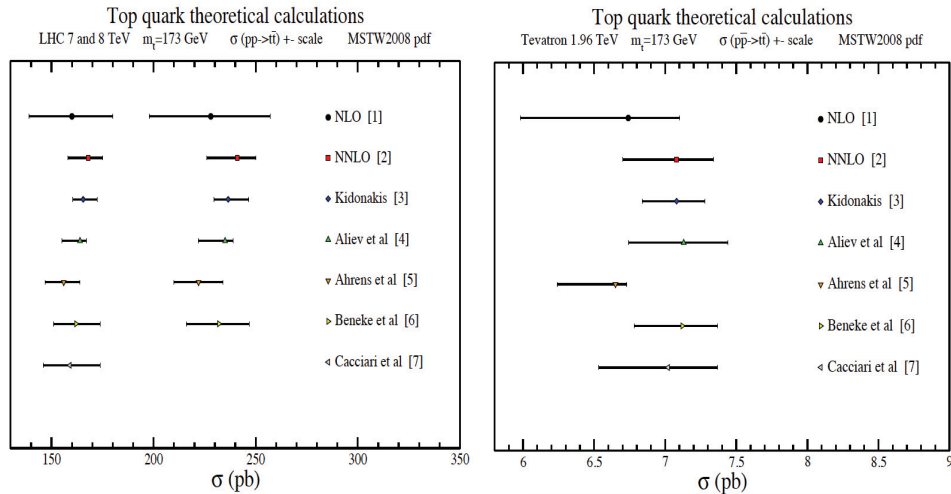 Top quark theoretical calculations
LHC 7 and 8 TeV mt=173 GeV σ (pp->tt̄) +- scale MSTW2008 pdf
NLO [1]
NNLO [2]
Kidonakis [3]
Aliev et al [4]
Ahrens et al [5]
Beneke et al [6]
Cacciari et al [7]
150 200 250 300 350
σ (pb)
Top quark theoretical calculations
Tevatron 1.96 TeV mt=173 GeV σ (pp̄->tt̄) +- scale MSTW2008 pdf
NLO [1]
NNLO [2]
Kidonakis [3]
Aliev et al [4]
Ahrens et al [5]
Beneke et al [6]
Cacciari et al [7]
6 6.5 7 7.5 8 8.5 9
σ (pb)